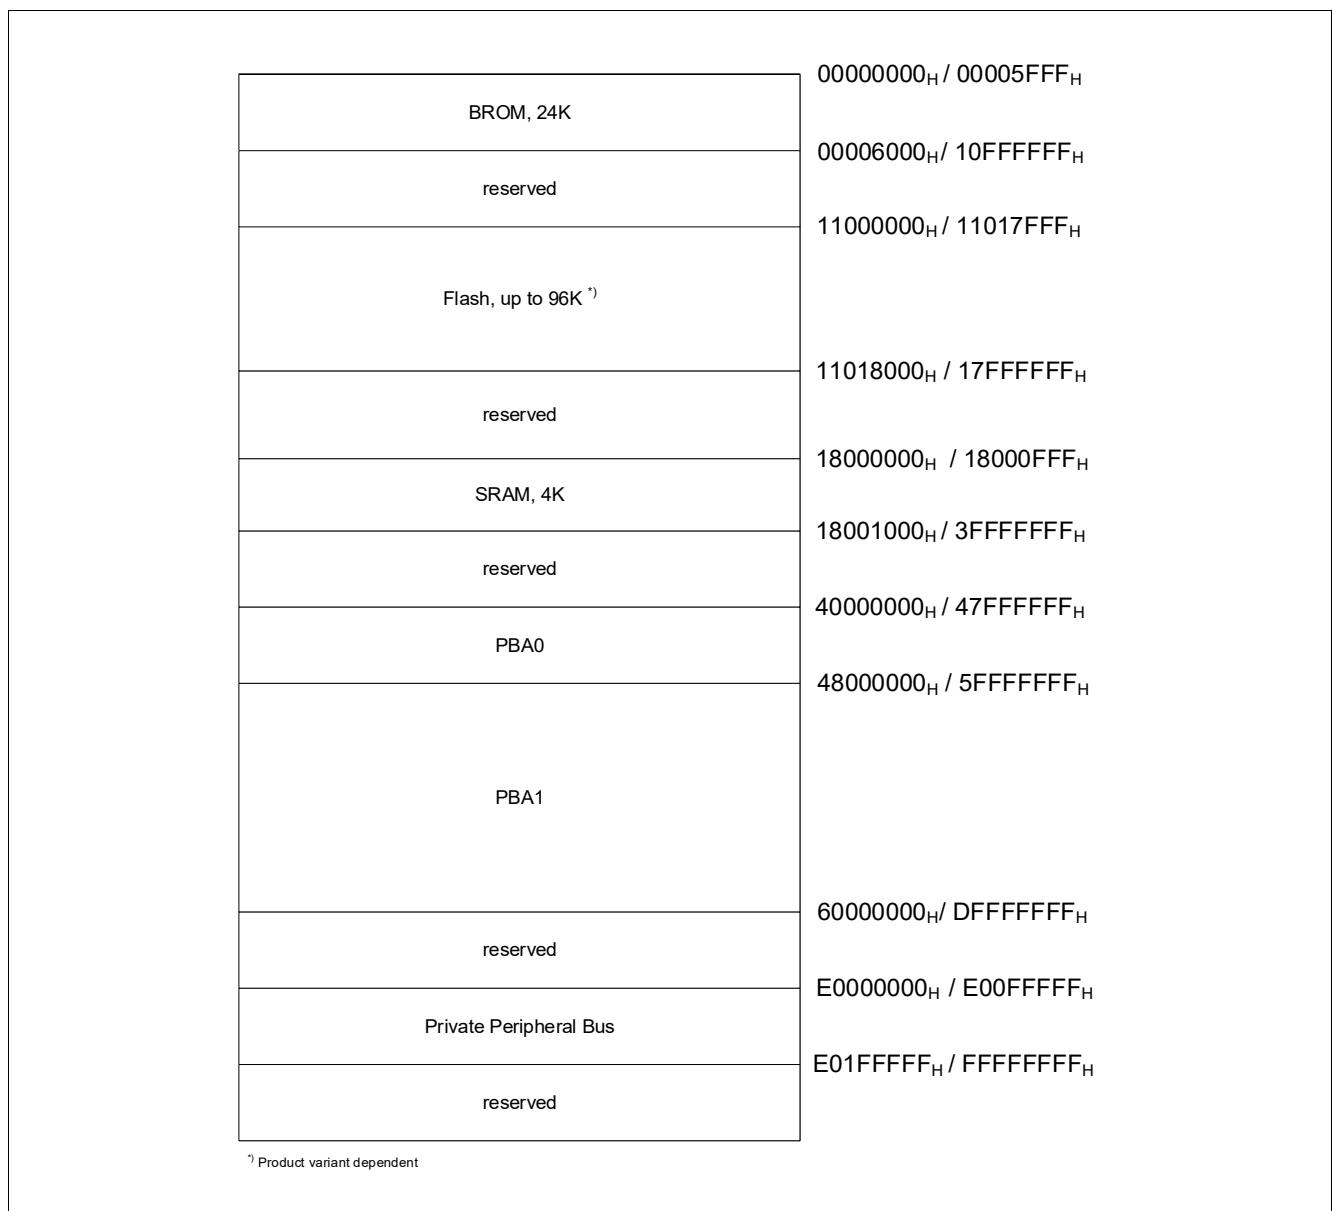 00000000H / 00005FFFH
BROM, 24K
00006000H / 10FFFFFFH
reserved
11000000H / 11017FFFH
Flash, up to 96K *)
11018000H / 17FFFFFFH
reserved
18000000H / 18000FFFH
SRAM, 4K
18001000H / 3FFFFFFFH
reserved
40000000H / 47FFFFFFH
PBA0
48000000H / 5FFFFFFFH
PBA1
60000000H/ DFFFFFFFH
reserved
E0000000H / E00FFFFFH
Private Peripheral Bus
E01FFFFFH / FFFFFFFFH
reserved
*) Product variant dependent